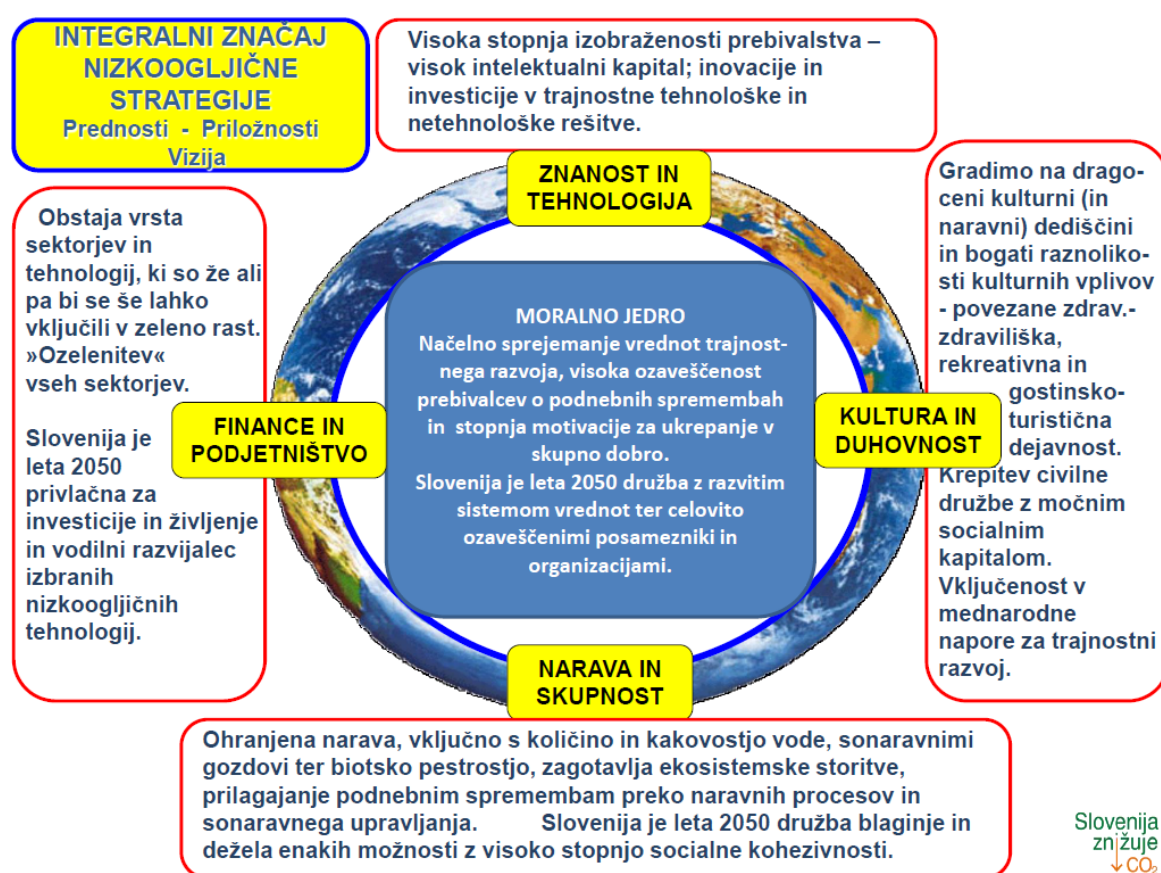 INTEGRALNI ZNAČAJ
NIZKOOGLJIČNE
STRATEGIJE
Prednosti - Priložnosti
Vizija
Visoka stopnja izobraženosti prebivalstva –
visok intelektualni kapital; inovacije in
investicije v trajnostne tehnološke in
netehnološke rešitve.
ZNANOST IN
TEHNOLOGIJA
Obstaja vrsta
sektorjev in
tehnologij, ki so že ali
pa bi se še lahko
vključili v zeleno rast.
»Ozelenitev«
vseh sektorjev.
Slovenija je
leta 2050
privlačna za
investicije in življenje
in vodilni razvijalec
izbranih
nizkoogljičnih
tehnologij.
FINANCE IN
PODJETNIŠTVO
MORALNO JEDRO
Načelno sprejemanje vrednot trajnost-
nega razvoja, visoka ozaveščenost
prebivalcev o podnebnih spremembah
in stopnja motivacije za ukrepanje v
skupno dobro.
Slovenija je leta 2050 družba z razvitim
sistemom vrednot ter celovito
ozaveščenimi posamezniki in
organizacijami.
KULTURA IN
DUHOVNOST
Gradimo na drago-
ceni kulturni (in
naravni) dediščini
in bogati raznoliko-
sti kulturnih vplivov
- povezane zdrav.-
zdraviliška,
rekreativna in
gostinsko-
turistična
dejavnost.
Krepitev civilne
družbe z močnim
socialnim
kapitalom.
Vključenost v
mednarodne
napore za trajnostni
razvoj.
NARAVA IN
SKUPNOST
Ohranjena narava, vključno s količino in kakovostjo vode, sonaravnimi
gozdovi ter biotsko pestrostjo, zagotavlja ekosistemske storitve,
prilagajanje podnebnim spremembam preko naravnih procesov in
sonaravnega upravljanja. Slovenija je leta 2050 družba blaginje in
dežela enakih možnosti z visoko stopnjo socialne kohezivnosti.
Slovenija
znižuje
CO₂